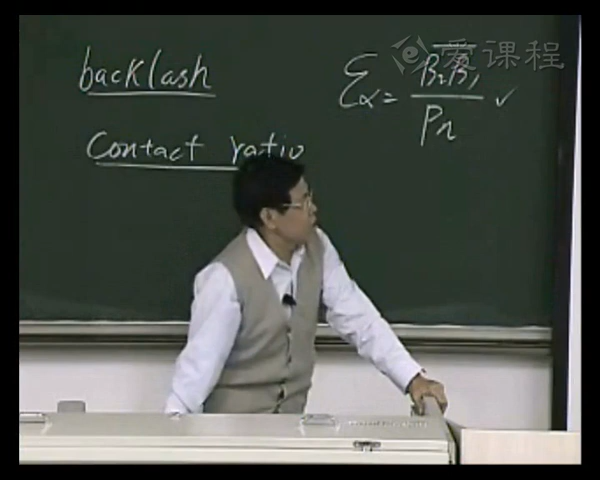 backlash
Contact ratio
εα = B₂B₁ / Pn ✓
爱课程